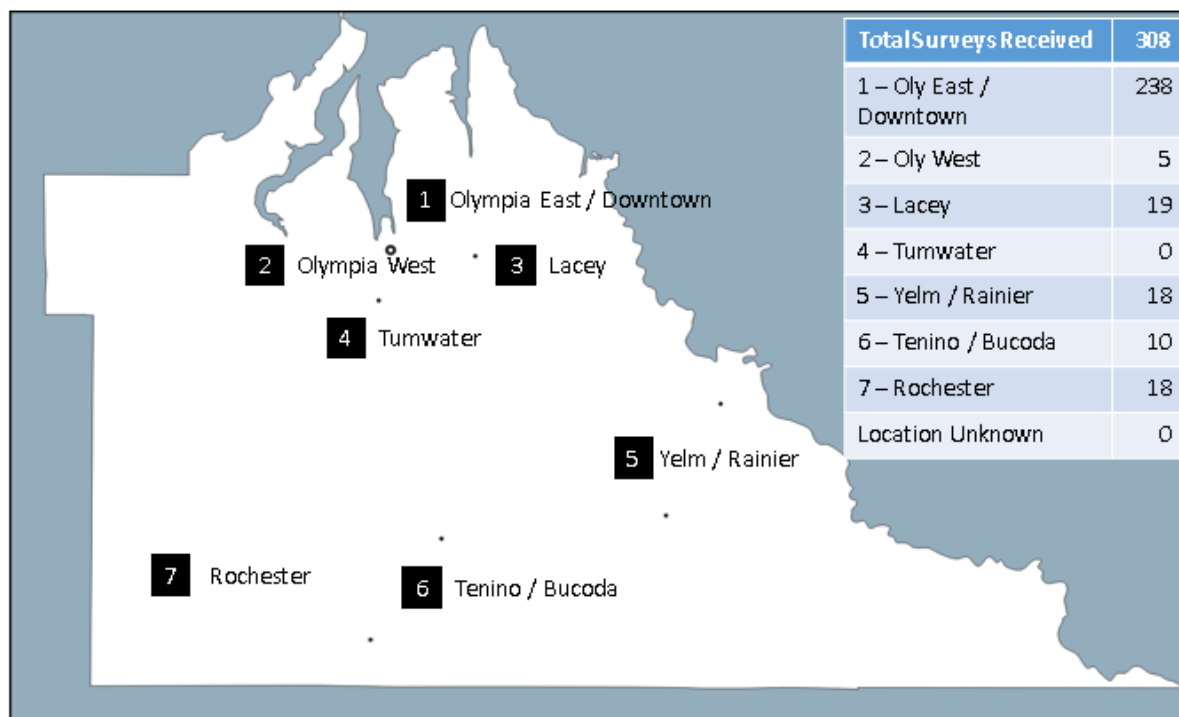 Total Surveys Received 308
1 – Oly East /
Downtown 238
2 – Oly West 5
3 – Lacey 19
4 – Tumwater 0
5 – Yelm / Rainier 18
6 – Tenino / Bucoda 10
7 – Rochester 18
Location Unknown 0
1 Olympia East / Downtown
2 Olympia West
3 Lacey
4 Tumwater
5 Yelm / Rainier
7 Rochester
6 Tenino / Bucoda